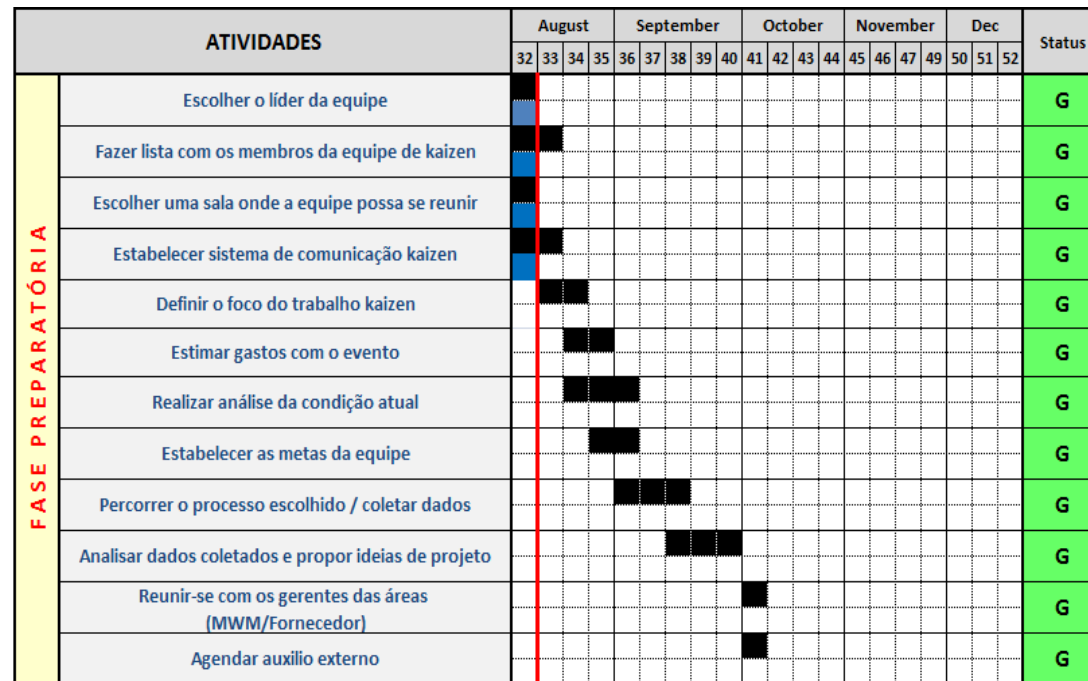 ATIVIDADES August September October November Dec Status
32 33 34 35 36 37 38 39 40 41 42 43 44 45 46 47 49 50 51 52
FASE PREPARATÓRIA
Escolher o líder da equipe G
Fazer lista com os membros da equipe de kaizen G
Escolher uma sala onde a equipe possa se reunir G
Estabelecer sistema de comunicação kaizen G
Definir o foco do trabalho kaizen G
Estimar gastos com o evento G
Realizar análise da condição atual G
Estabelecer as metas da equipe G
Percorrer o processo escolhido / coletar dados G
Analisar dados coletados e propor ideias de projeto G
Reunir-se com os gerentes das áreas
(MWM/Fornecedor) G
Agendar auxilio externo G